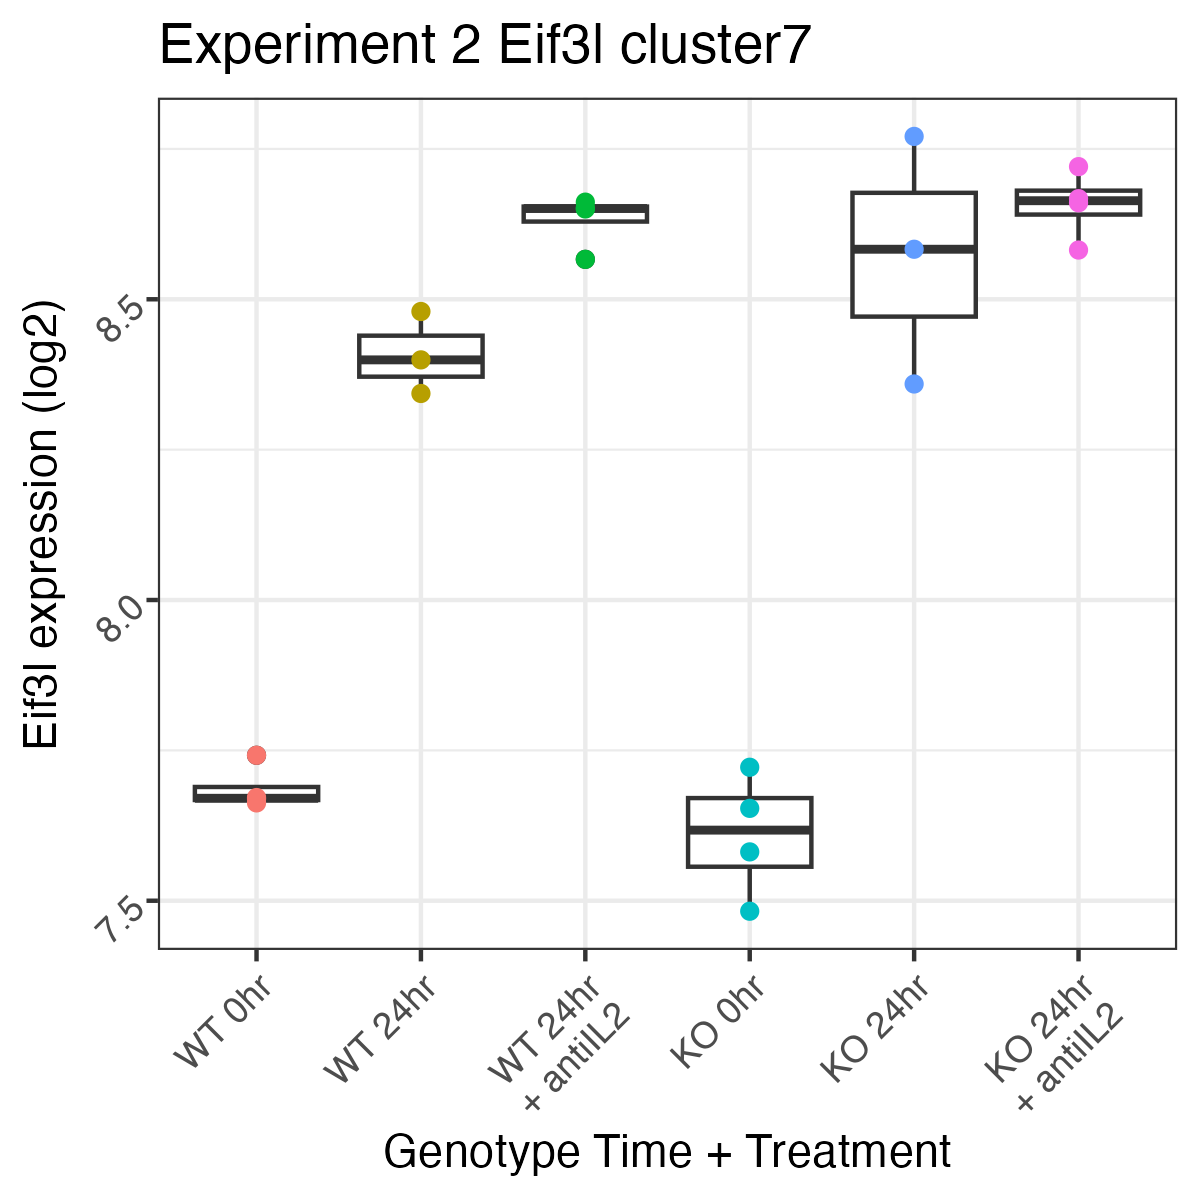 Experiment 2 Eif3l cluster7
Eif3l expression (log2)
8.5
8.0
7.5
WT 0hr
WT 24hr
WT 24hr
+ antiIL2
KO 0hr
KO 24hr
KO 24hr
+ antiIL2
Genotype Time + Treatment